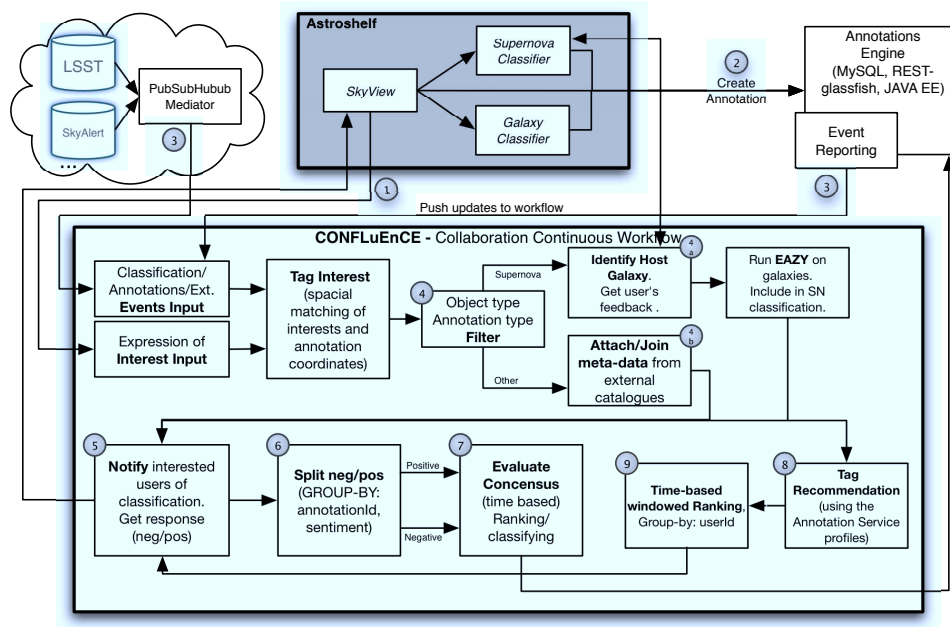 Astroshelf
LSST
SkyAlert
...
PubSubHubub
Mediator
3
SkyView
Supernova
Classifier
Galaxy
Classifier
1
2
Create
Annotation
Annotations
Engine
(MySQL, REST-
glassfish, JAVA EE)
Event
Reporting
3
Push updates to workflow
CONFLuEnCE - Collaboration Continuous Workflow
Classification/
Annotations/Ext.
Events Input
Expression of
Interest Input
Tag Interest
(spacial
matching of
interests and
annotation
coordinates)
4
Object type
Annotation type
Filter
Supernova
Other
4
a
Identify Host
Galaxy.
Get user's
feedback .
4
b
Attach/Join
meta-data from
external
catalogues
Run EAZY on
galaxies.
Include in SN
classification.
5
Notify interested
users of
classification.
Get response
(neg/pos)
6
Split neg/pos
(GROUP-BY:
annotationId,
sentiment)
Positive
Negative
7
Evaluate
Concensus
(time based)
Ranking/
classifying
9
Time-based
windowed Ranking,
Group-by: userId
8
Tag
Recommendation
(using the
Annotation Service
profiles)